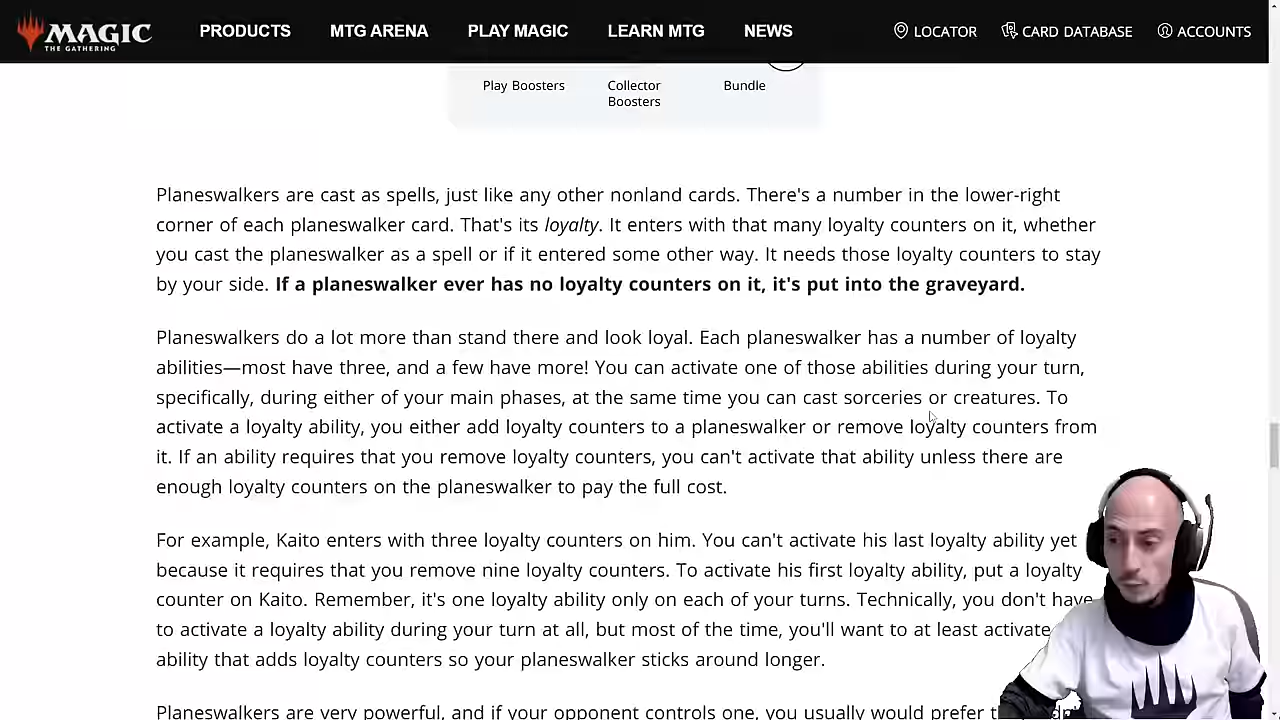 MAGIC
THE GATHERING
PRODUCTS
MTG ARENA
PLAY MAGIC
LEARN MTG
NEWS
LOCATOR
CARD DATABASE
ACCOUNTS
Play Boosters
Collector
Boosters
Bundle
Planeswalkers are cast as spells, just like any other nonland cards. There's a number in the lower-right
corner of each planeswalker card. That's its loyalty. It enters with that many loyalty counters on it, whether
you cast the planeswalker as a spell or if it entered some other way. It needs those loyalty counters to stay
by your side. If a planeswalker ever has no loyalty counters on it, it's put into the graveyard.
Planeswalkers do a lot more than stand there and look loyal. Each planeswalker has a number of loyalty
abilities—most have three, and a few have more! You can activate one of those abilities during your turn,
specifically, during either of your main phases, at the same time you can cast sorceries or creatures. To
activate a loyalty ability, you either add loyalty counters to a planeswalker or remove loyalty counters from
it. If an ability requires that you remove loyalty counters, you can't activate that ability unless there are
enough loyalty counters on the planeswalker to pay the full cost.
For example, Kaito enters with three loyalty counters on him. You can't activate his last loyalty ability yet
because it requires that you remove nine loyalty counters. To activate his first loyalty ability, put a loyalty
counter on Kaito. Remember, it's one loyalty ability only on each of your turns. Technically, you don't have
to activate a loyalty ability during your turn at all, but most of the time, you'll want to at least activate
ability that adds loyalty counters so your planeswalker sticks around longer.
Planeswalkers are very powerful, and if your opponent controls one, you usually would prefer